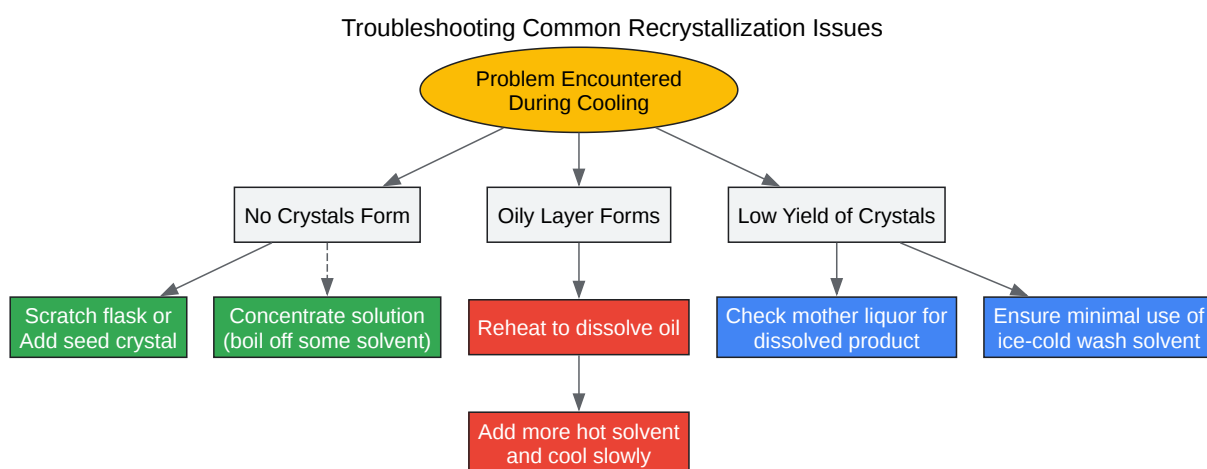 Troubleshooting Common Recrystallization Issues
Problem Encountered
During Cooling
No Crystals Form
Oily Layer Forms
Low Yield of Crystals
Scratch flask or
Add seed crystal
Concentrate solution
(boil off some solvent)
Reheat to dissolve oil
Check mother liquor for
dissolved product
Ensure minimal use of
ice-cold wash solvent
Add more hot solvent
and cool slowly